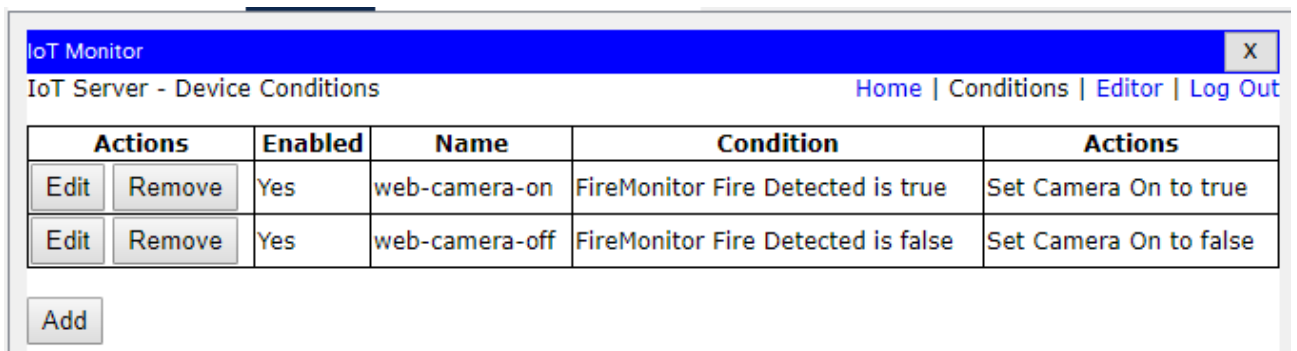 IoT Monitor X
IoT Server - Device Conditions Home | Conditions | Editor | Log Out
Actions Enabled Name Condition Actions
Edit Remove Yes web-camera-on FireMonitor Fire Detected is true Set Camera On to true
Edit Remove Yes web-camera-off FireMonitor Fire Detected is false Set Camera On to false
Add